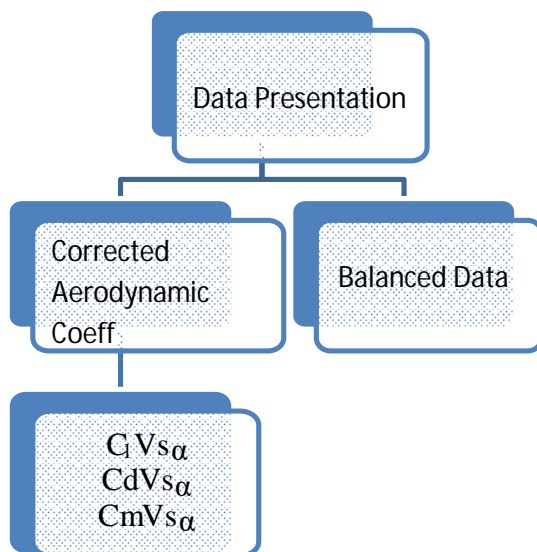 Data Presentation
Corrected
Aerodynamic
Coeff
Balanced Data
ClVsα
CdVsα
CmVsα